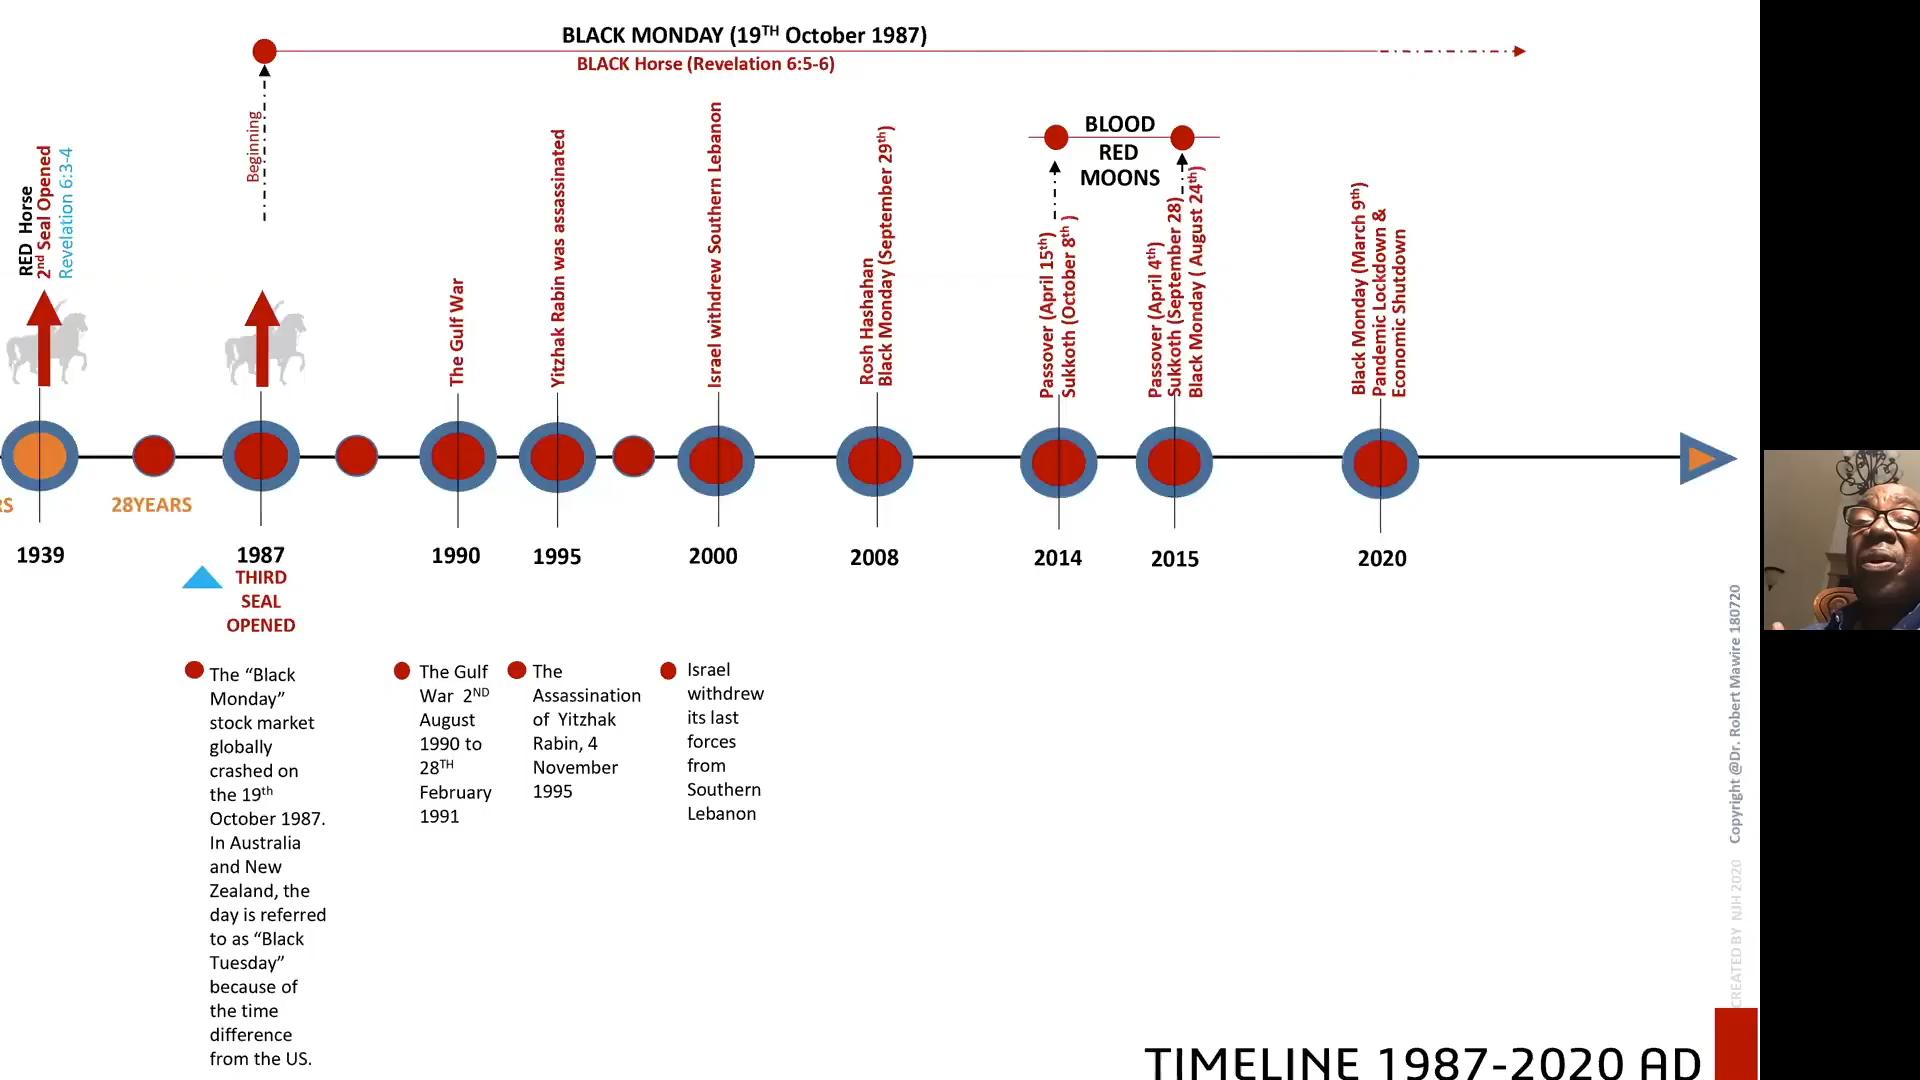 BLACK MONDAY (19TH October 1987)
BLACK Horse (Revelation 6:5-6)
Beginning
RED Horse
2nd Seal Opened
Revelation 6:3-4
The Gulf War
Yitzhak Rabin was assassinated
Israel withdrew Southern Lebanon
Rosh Hashahan
Black Monday (September 29th)
BLOOD
RED
MOONS
Passover (April 15th)
Sukkoth (October 8th )
Passover (April 4th)
Sukkoth (September 28)
Black Monday ( August 24th)
Black Monday (March 9th)
Pandemic Lockdown &
Economic Shutdown
RS
28YEARS
1939
1987
1990
1995
2000
2008
2014
2015
2020
THIRD
SEAL
OPENED
The “Black
Monday”
stock market
globally
crashed on
the 19th
October 1987.
In Australia
and New
Zealand, the
day is referred
to as “Black
Tuesday”
because of
the time
difference
from the US.
The Gulf
War 2ND
August
1990 to
28TH
February
1991
The
Assassination
of Yitzhak
Rabin, 4
November
1995
Israel
withdrew
its last
forces
from
Southern
Lebanon
CREATED BY NJH 2020 Copyright @Dr. Robert Mawire 180720
TIMELINE 1987-2020 AD